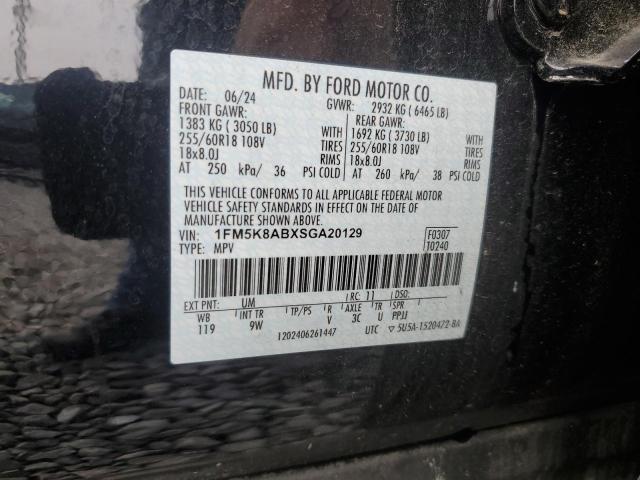 MFD. BY FORD MOTOR CO.
DATE: 06/24 GVWR: 2932 KG ( 6465 LB)
FRONT GAWR: REAR GAWR:
1383 KG ( 3050 LB) WITH 1692 KG ( 3730 LB) WITH
255/60R18 108V TIRES 255/60R18 108V TIRES
18x8.0J RIMS 18x8.0J RIMS
AT 250 kPa/ 36 PSI COLD AT 260 kPa/ 38 PSI COLD
THIS VEHICLE CONFORMS TO ALL APPLICABLE FEDERAL MOTOR
VEHICLE SAFETY STANDARDS IN EFFECT ON THE DATE OF
MANUFACTURE SHOWN ABOVE.
VIN: 1FM5K8ABXSGA20129 F0307
TYPE: MPV 10240
EXT PNT: UM RC: 11 DSO:
WB INT TR TP/PS R AXLE TR SPR
119 9W V 3C U PPJJ
1202406261447 UTC ▽ 5U5A-1520472-BA